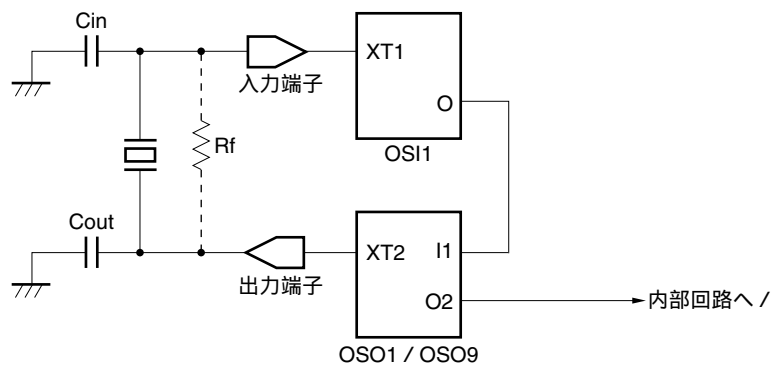 Cin
XT1
入力端子
O
Rf
OSI1
Cout
XT2
I1
出力端子
O2
内部回路へ /
OSO1 / OSO9